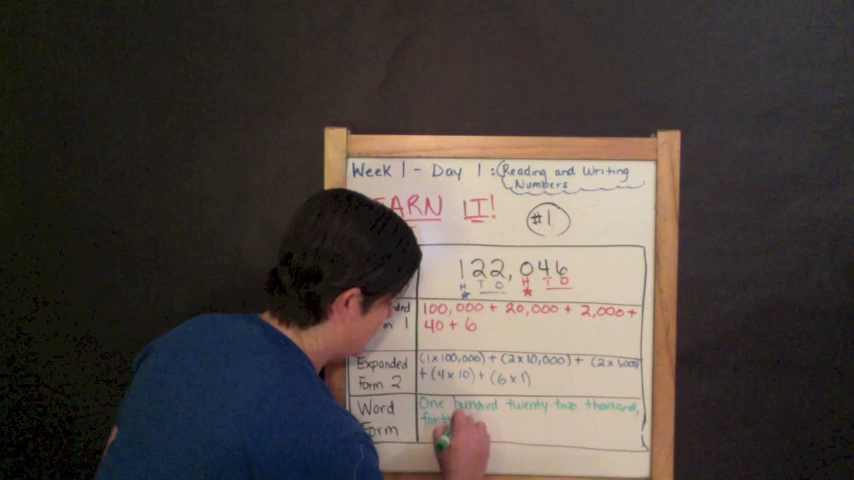 Week 1 - Day 1: Reading and Writing
Numbers
EARN IT!
#1
122,046
H T O H T O
100,000 + 20,000 + 2,000 +
1
40 + 6
Expanded
Form 2
(1x100,000) + (2x10,000) + (2x1,000)
+ (4x10) + (6x1)
Word
Form
One hundred twenty two thousand,